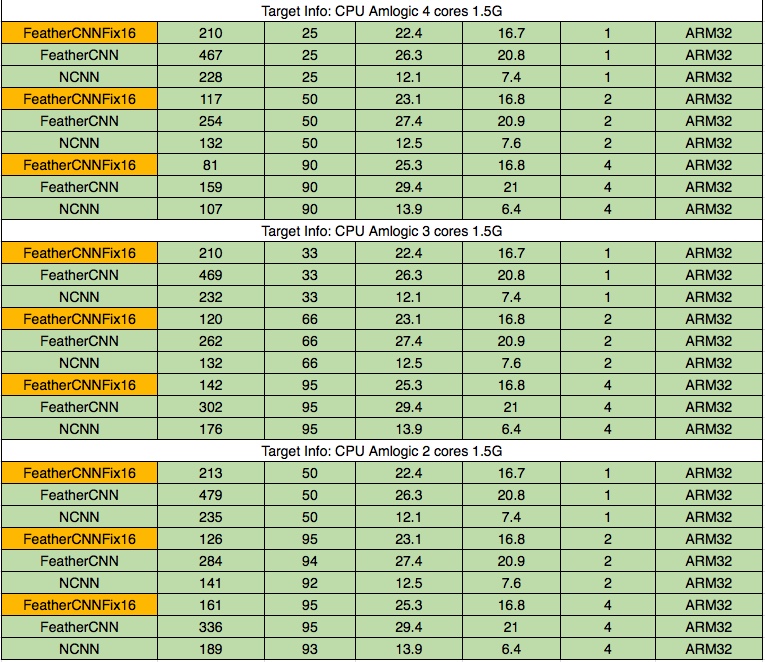 Target Info: CPU Amlogic 4 cores 1.5G
FeatherCNNFix16 210 25 22.4 16.7 1 ARM32
FeatherCNN 467 25 26.3 20.8 1 ARM32
NCNN 228 25 12.1 7.4 1 ARM32
FeatherCNNFix16 117 50 23.1 16.8 2 ARM32
FeatherCNN 254 50 27.4 20.9 2 ARM32
NCNN 132 50 12.5 7.6 2 ARM32
FeatherCNNFix16 81 90 25.3 16.8 4 ARM32
FeatherCNN 159 90 29.4 21 4 ARM32
NCNN 107 90 13.9 6.4 4 ARM32
Target Info: CPU Amlogic 3 cores 1.5G
FeatherCNNFix16 210 33 22.4 16.7 1 ARM32
FeatherCNN 469 33 26.3 20.8 1 ARM32
NCNN 232 33 12.1 7.4 1 ARM32
FeatherCNNFix16 120 66 23.1 16.8 2 ARM32
FeatherCNN 262 66 27.4 20.9 2 ARM32
NCNN 132 66 12.5 7.6 2 ARM32
FeatherCNNFix16 142 95 25.3 16.8 4 ARM32
FeatherCNN 302 95 29.4 21 4 ARM32
NCNN 176 95 13.9 6.4 4 ARM32
Target Info: CPU Amlogic 2 cores 1.5G
FeatherCNNFix16 213 50 22.4 16.7 1 ARM32
FeatherCNN 479 50 26.3 20.8 1 ARM32
NCNN 235 50 12.1 7.4 1 ARM32
FeatherCNNFix16 126 95 23.1 16.8 2 ARM32
FeatherCNN 284 94 27.4 20.9 2 ARM32
NCNN 141 92 12.5 7.6 2 ARM32
FeatherCNNFix16 161 95 25.3 16.8 4 ARM32
FeatherCNN 336 95 29.4 21 4 ARM32
NCNN 189 93 13.9 6.4 4 ARM32